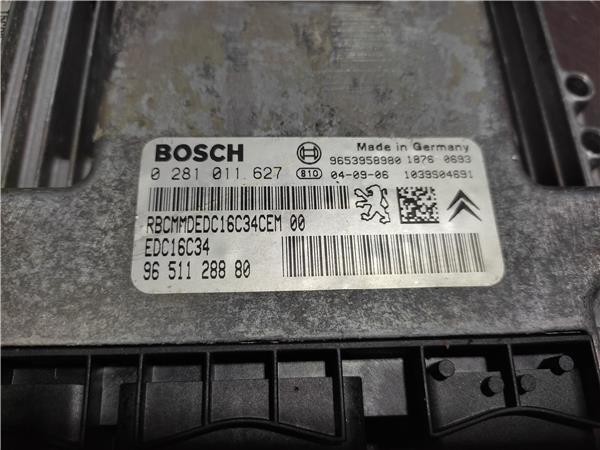 BOSCH
Made in Germany
9653958980 1876 0693
0 281 011 627 810 04-09-06 1039S04691
RBCMMDEDC16C34CEM 00
EDC16C34
96 511 288 80